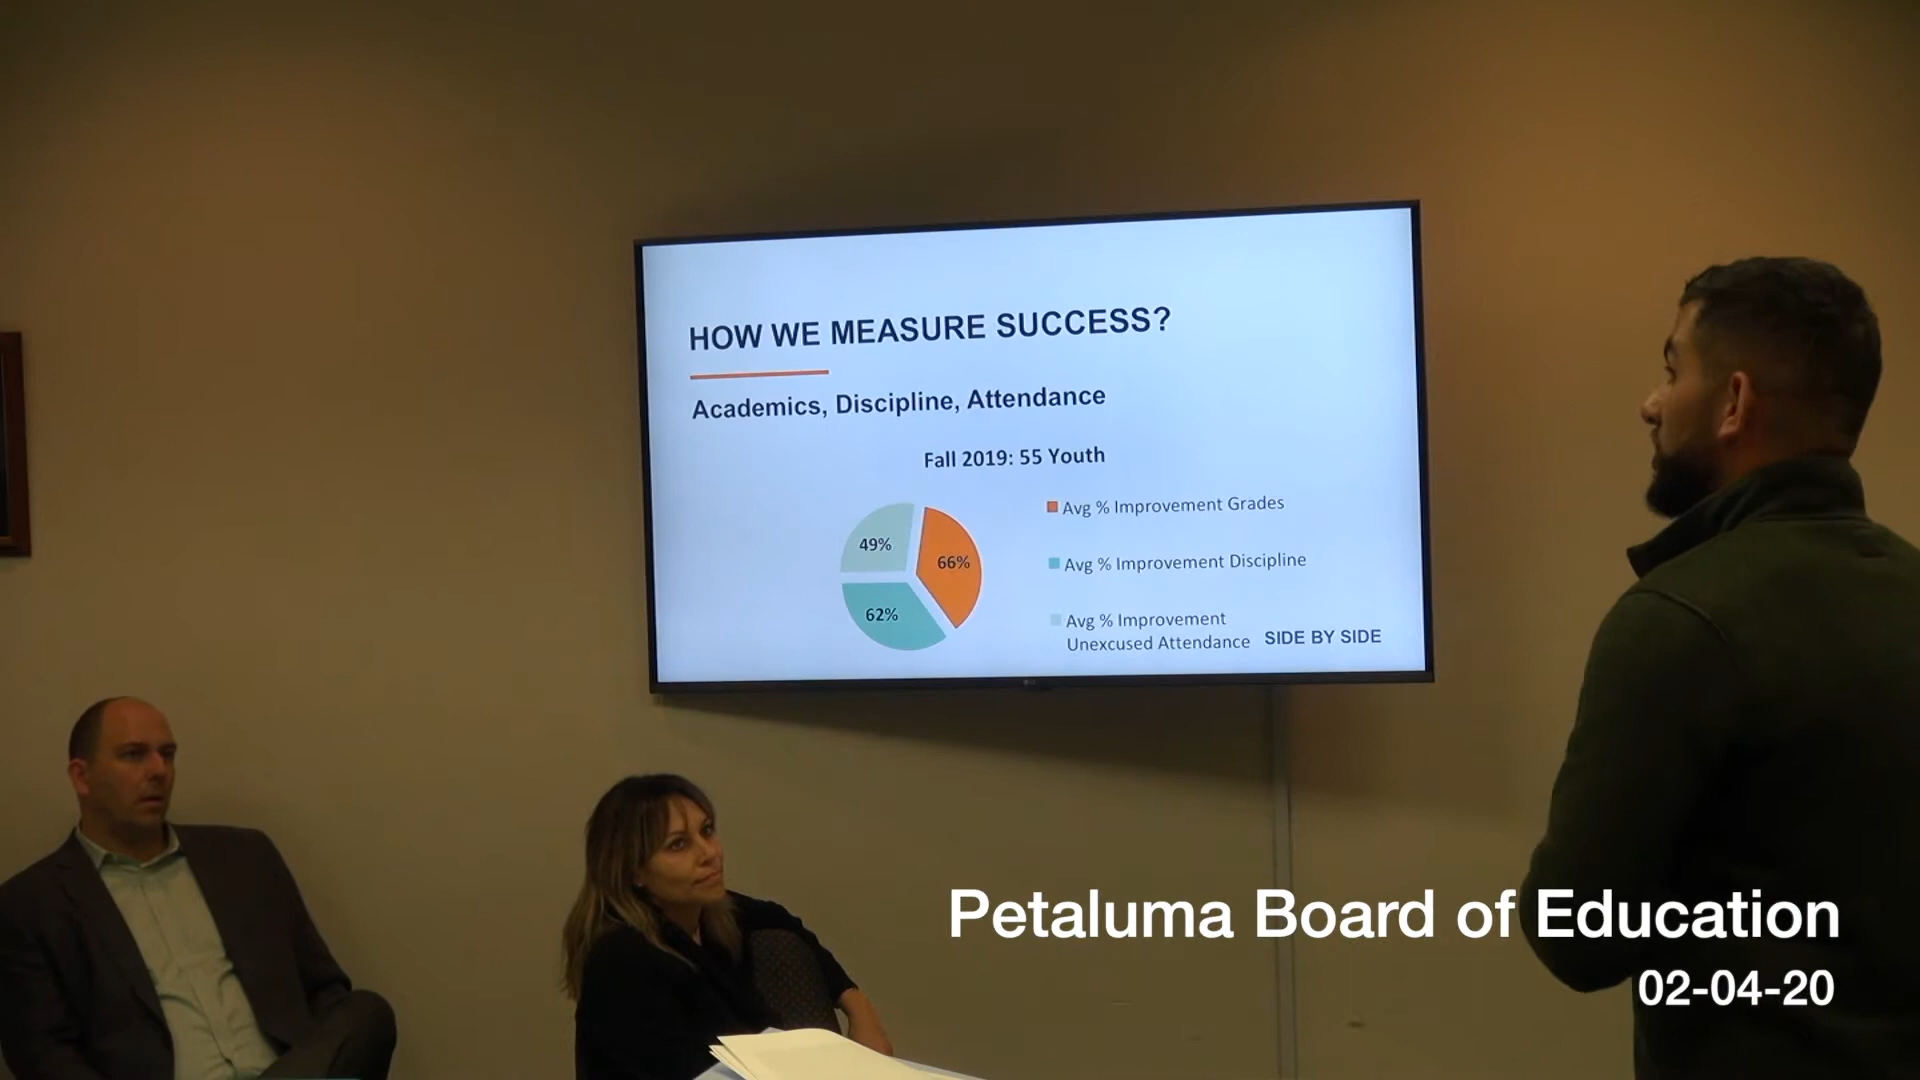 HOW WE MEASURE SUCCESS?
Academics, Discipline, Attendance
Fall 2019: 55 Youth
49%
66%
62%
Avg % Improvement Grades
Avg % Improvement Discipline
Avg % Improvement
Unexcused Attendance
SIDE BY SIDE
Petaluma Board of Education
02-04-20